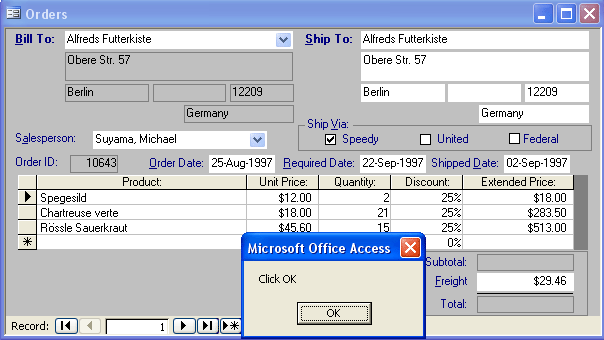 Orders
Bill To: Alfreds Futterkiste Ship To: Alfreds Futterkiste
Obere Str. 57 Obere Str. 57
Berlin 12209 Berlin 12209
Germany Germany
Ship Via:
Salesperson: Suyama, Michael Speedy United Federal
Order ID: 10643 Order Date: 25-Aug-1997 Required Date: 22-Sep-1997 Shipped Date: 02-Sep-1997
Product: Unit Price: Quantity: Discount: Extended Price:
Spegesild $12.00 2 25% $18.00
Chartreuse verte $18.00 21 25% $283.50
Rössle Sauerkraut $45.60 15 25% $513.00
0%
Microsoft Office Access
Click OK
OK
Subtotal:
Freight $29.46
Total:
Record: 1